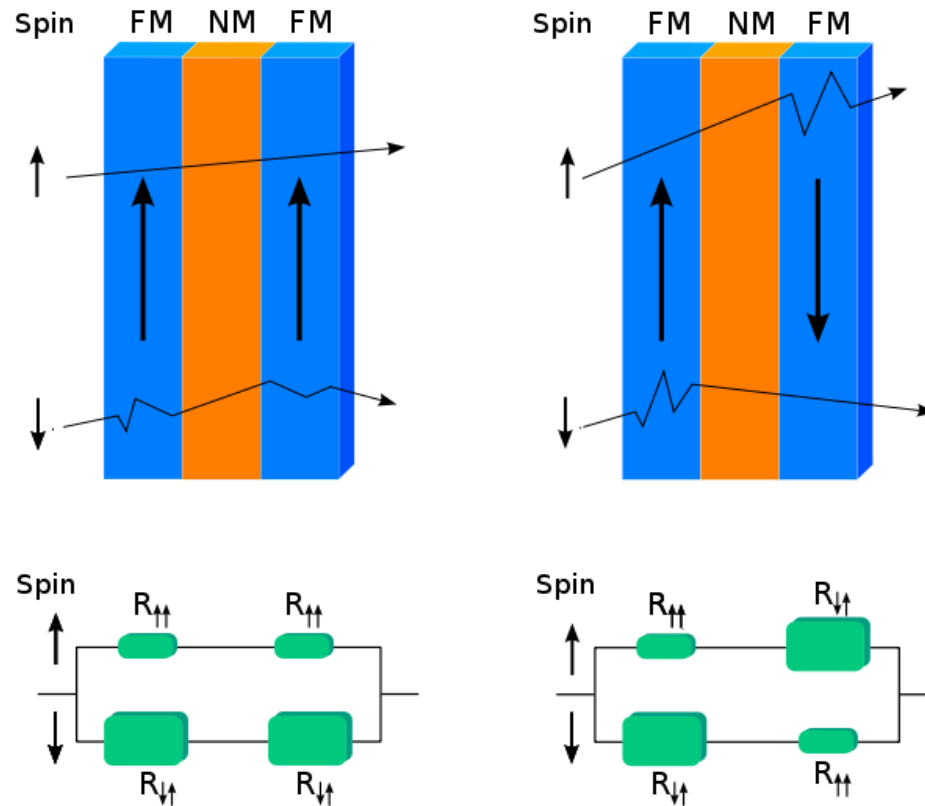 Spin FM NM FM
Spin FM NM FM
Spin
R↑↑ R↑↑
R↓↑ R↓↑
Spin
R↑↑ R↓↑
R↓↑ R↑↑